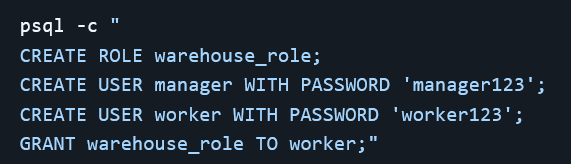 psql -c "
CREATE ROLE warehouse_role;
CREATE USER manager WITH PASSWORD 'manager123';
CREATE USER worker WITH PASSWORD 'worker123';
GRANT warehouse_role TO worker;"